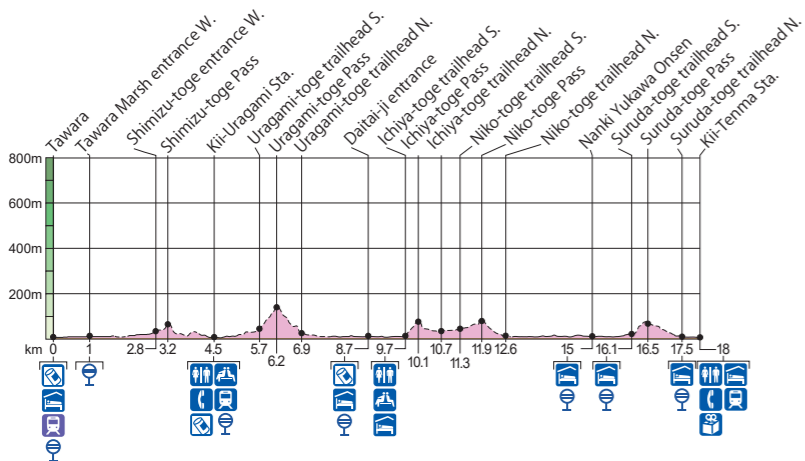 Tawara
Tawara Marsh entrance W.
Shimizu-toge entrance W.
Shimizu-toge Pass
Kii-Uragami Sta.
Uragami-toge trailhead S.
Uragami-toge Pass
Uragami-toge trailhead N.
Daitai-ji entrance
Ichiya-toge trailhead S.
Ichiya-toge Pass
Ichiya-toge trailhead N.
Niko-toge trailhead S.
Niko-toge Pass
Niko-toge trailhead N.
Nanki Yukawa Onsen
Suruda-toge trailhead S.
Suruda-toge Pass
Suruda-toge trailhead N.
Kii-Tenma Sta.
800m
600m
400m
200m
km 0 1 2.8 3.2 4.5 5.7 6.9 8.7 9.7 10.7 11.9 12.6 15 16.1 16.5 17.5 18
6.2 10.1 11.3